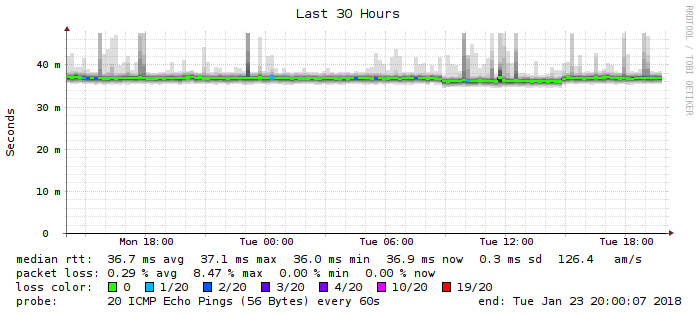 Last 30 Hours
RRDTOOL / TOBI OETIKER
Seconds
40 m
30 m
20 m
10 m
0
Mon 18:00 Tue 00:00 Tue 06:00 Tue 12:00 Tue 18:00
median rtt: 36.7 ms avg 37.1 ms max 36.0 ms min 36.9 ms now 0.3 ms sd 126.4 am/s
packet loss: 0.29 % avg 8.47 % max 0.00 % min 0.00 % now
loss color: 0 1/20 2/20 3/20 4/20 10/20 19/20
probe: 20 ICMP Echo Pings (56 Bytes) every 60s end: Tue Jan 23 20:00:07 2018